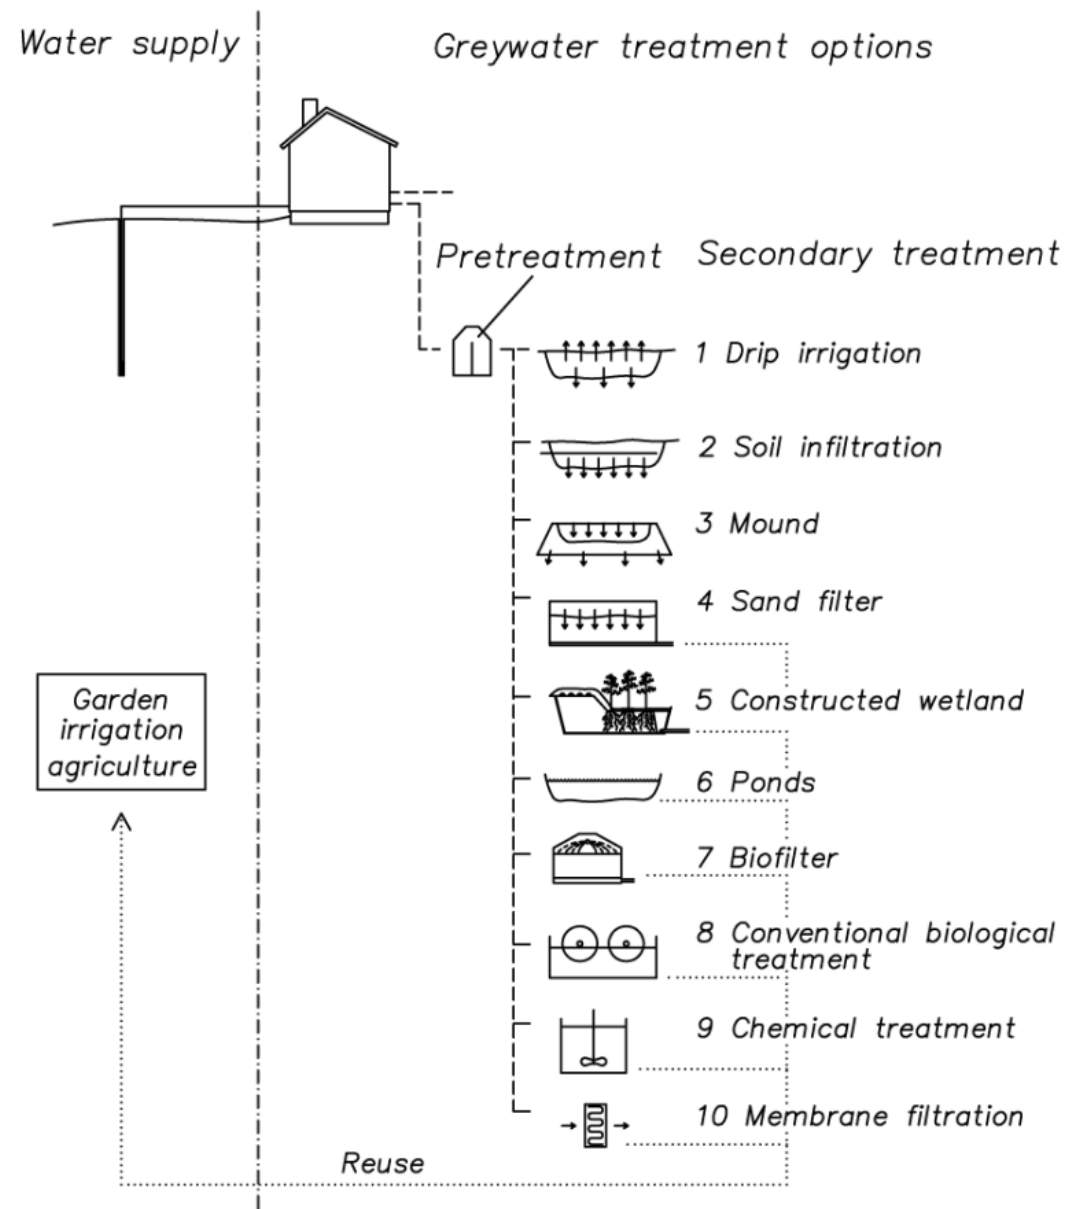 Water supply
Greywater treatment options
Pretreatment
Secondary treatment
1 Drip irrigation
2 Soil infiltration
3 Mound
4 Sand filter
5 Constructed wetland
Garden
irrigation
agriculture
6 Ponds
7 Biofilter
8 Conventional biological
treatment
9 Chemical treatment
10 Membrane filtration
Reuse